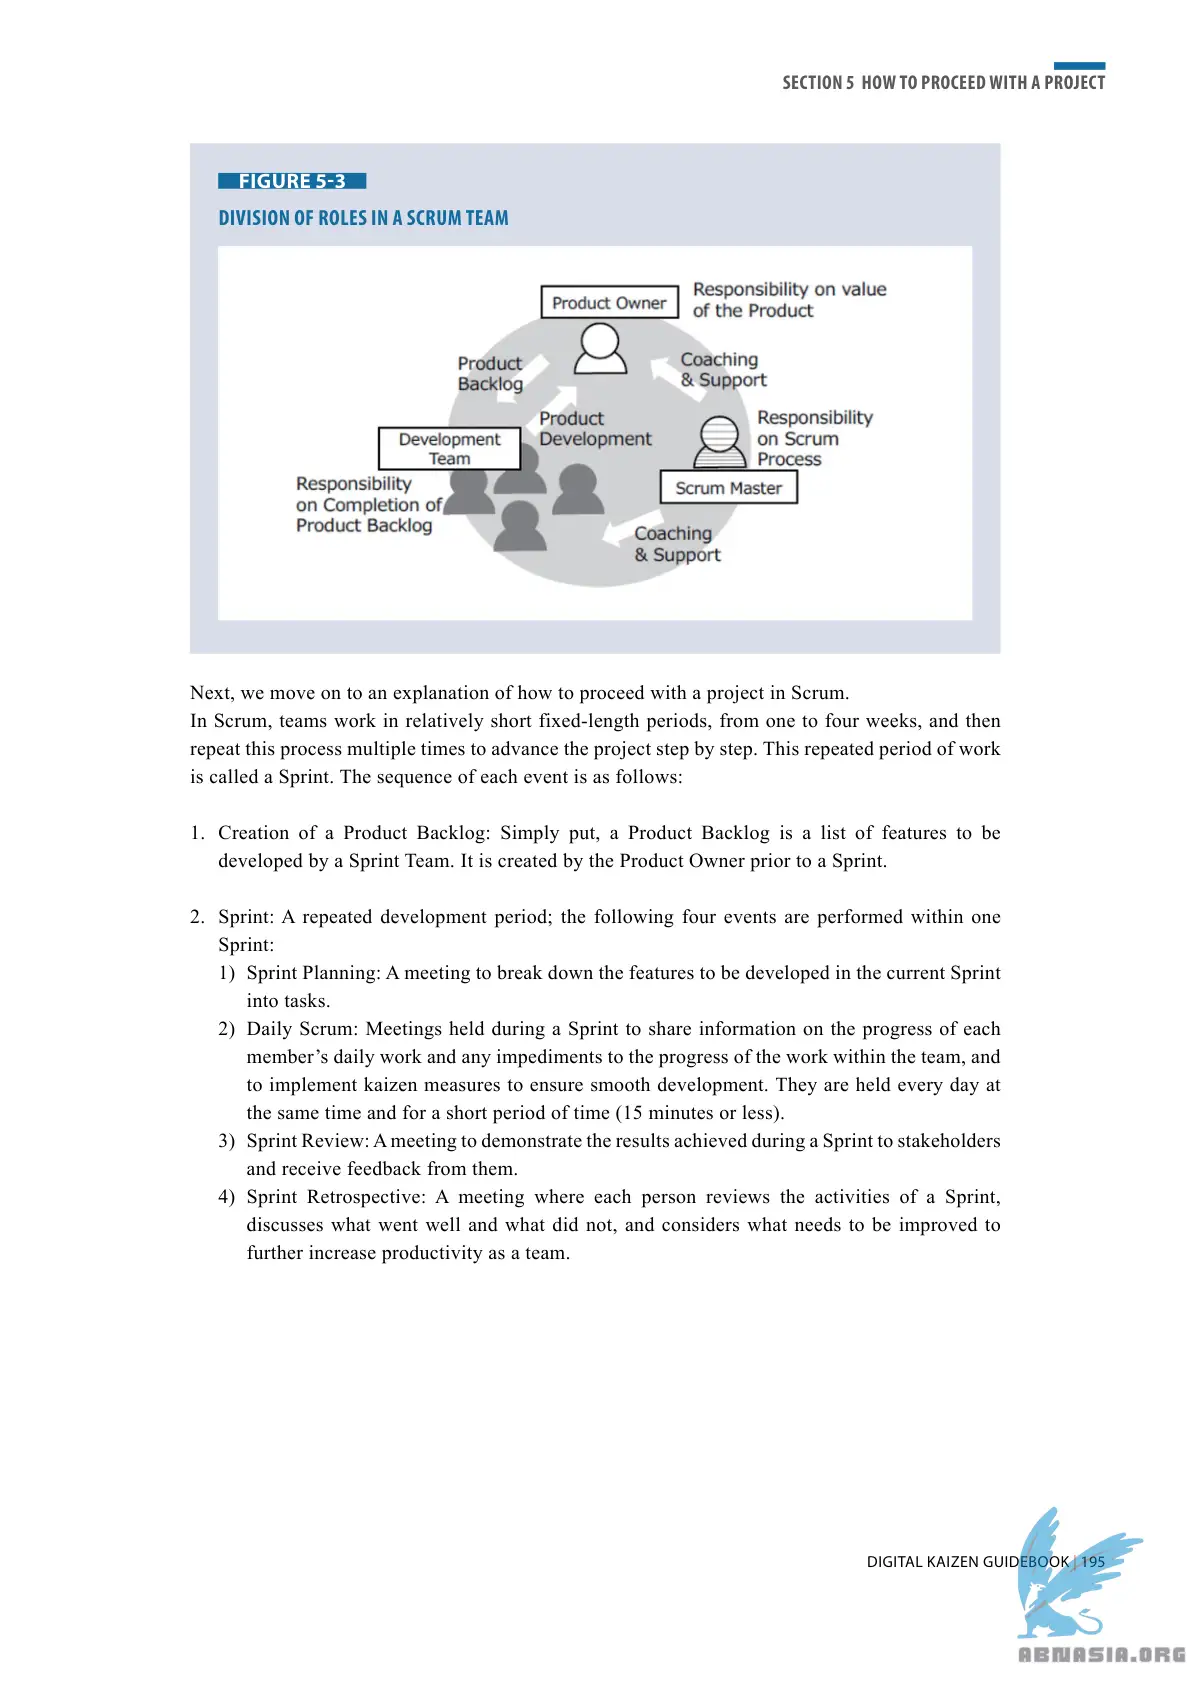 SECTION 5 HOW TO PROCEED WITH A PROJECT
FIGURE 5-3
DIVISION OF ROLES IN A SCRUM TEAM
Product Owner
Responsibility on value
of the Product
Product
Backlog
Coaching
& Support
Product
Development
Development
Team
Responsibility
on Scrum
Process
Scrum Master
Responsibility
on Completion of
Product Backlog
Coaching
& Support
Next, we move on to an explanation of how to proceed with a project in Scrum.
In Scrum, teams work in relatively short fixed-length periods, from one to four weeks, and then
repeat this process multiple times to advance the project step by step. This repeated period of work
is called a Sprint. The sequence of each event is as follows:
1. Creation of a Product Backlog: Simply put, a Product Backlog is a list of features to be
developed by a Sprint Team. It is created by the Product Owner prior to a Sprint.
2. Sprint: A repeated development period; the following four events are performed within one
Sprint:
1) Sprint Planning: A meeting to break down the features to be developed in the current Sprint
into tasks.
2) Daily Scrum: Meetings held during a Sprint to share information on the progress of each
member’s daily work and any impediments to the progress of the work within the team, and
to implement kaizen measures to ensure smooth development. They are held every day at
the same time and for a short period of time (15 minutes or less).
3) Sprint Review: A meeting to demonstrate the results achieved during a Sprint to stakeholders
and receive feedback from them.
4) Sprint Retrospective: A meeting where each person reviews the activities of a Sprint,
discusses what went well and what did not, and considers what needs to be improved to
further increase productivity as a team.
DIGITAL KAIZEN GUIDEBOOK | 195
ABNASIA.ORG